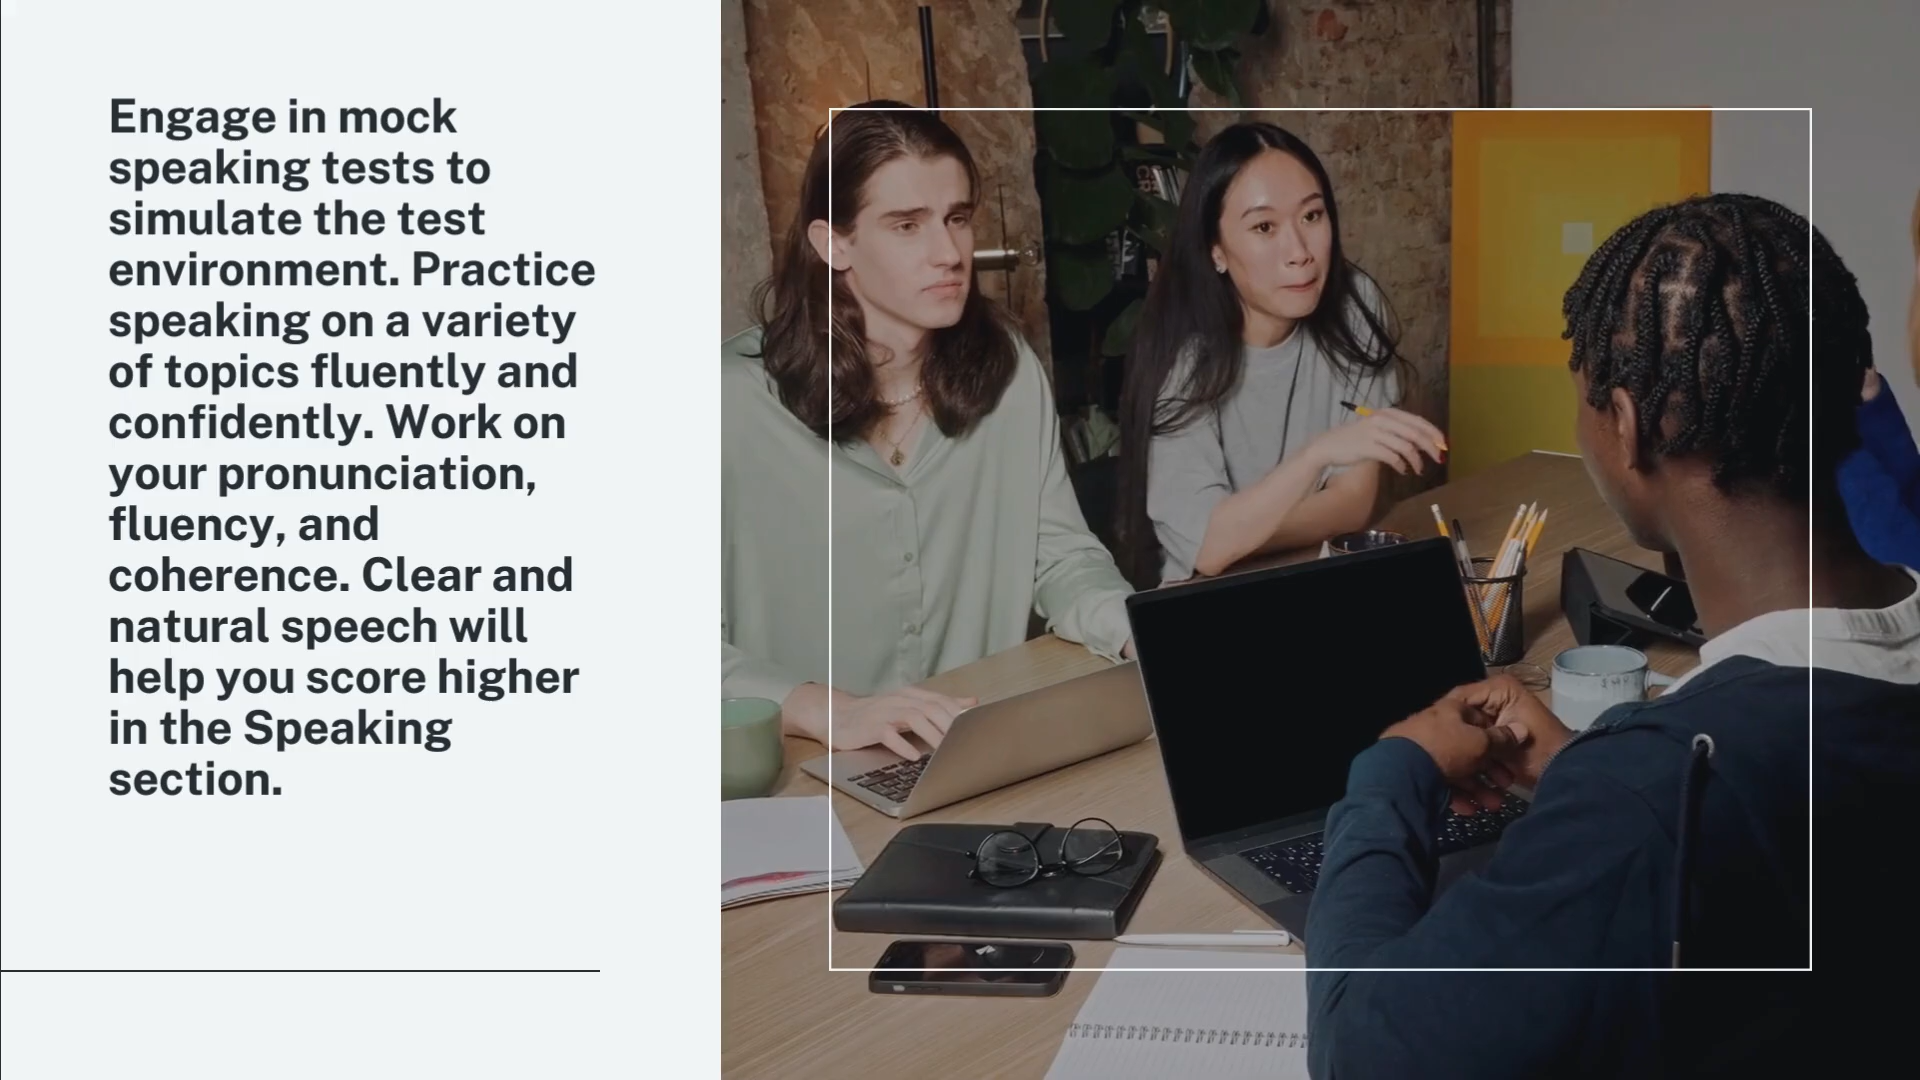 Engage in mock
speaking tests to
simulate the test
environment. Practice
speaking on a variety
of topics fluently and
confidently. Work on
your pronunciation,
fluency, and
coherence. Clear and
natural speech will
help you score higher
in the Speaking
section.